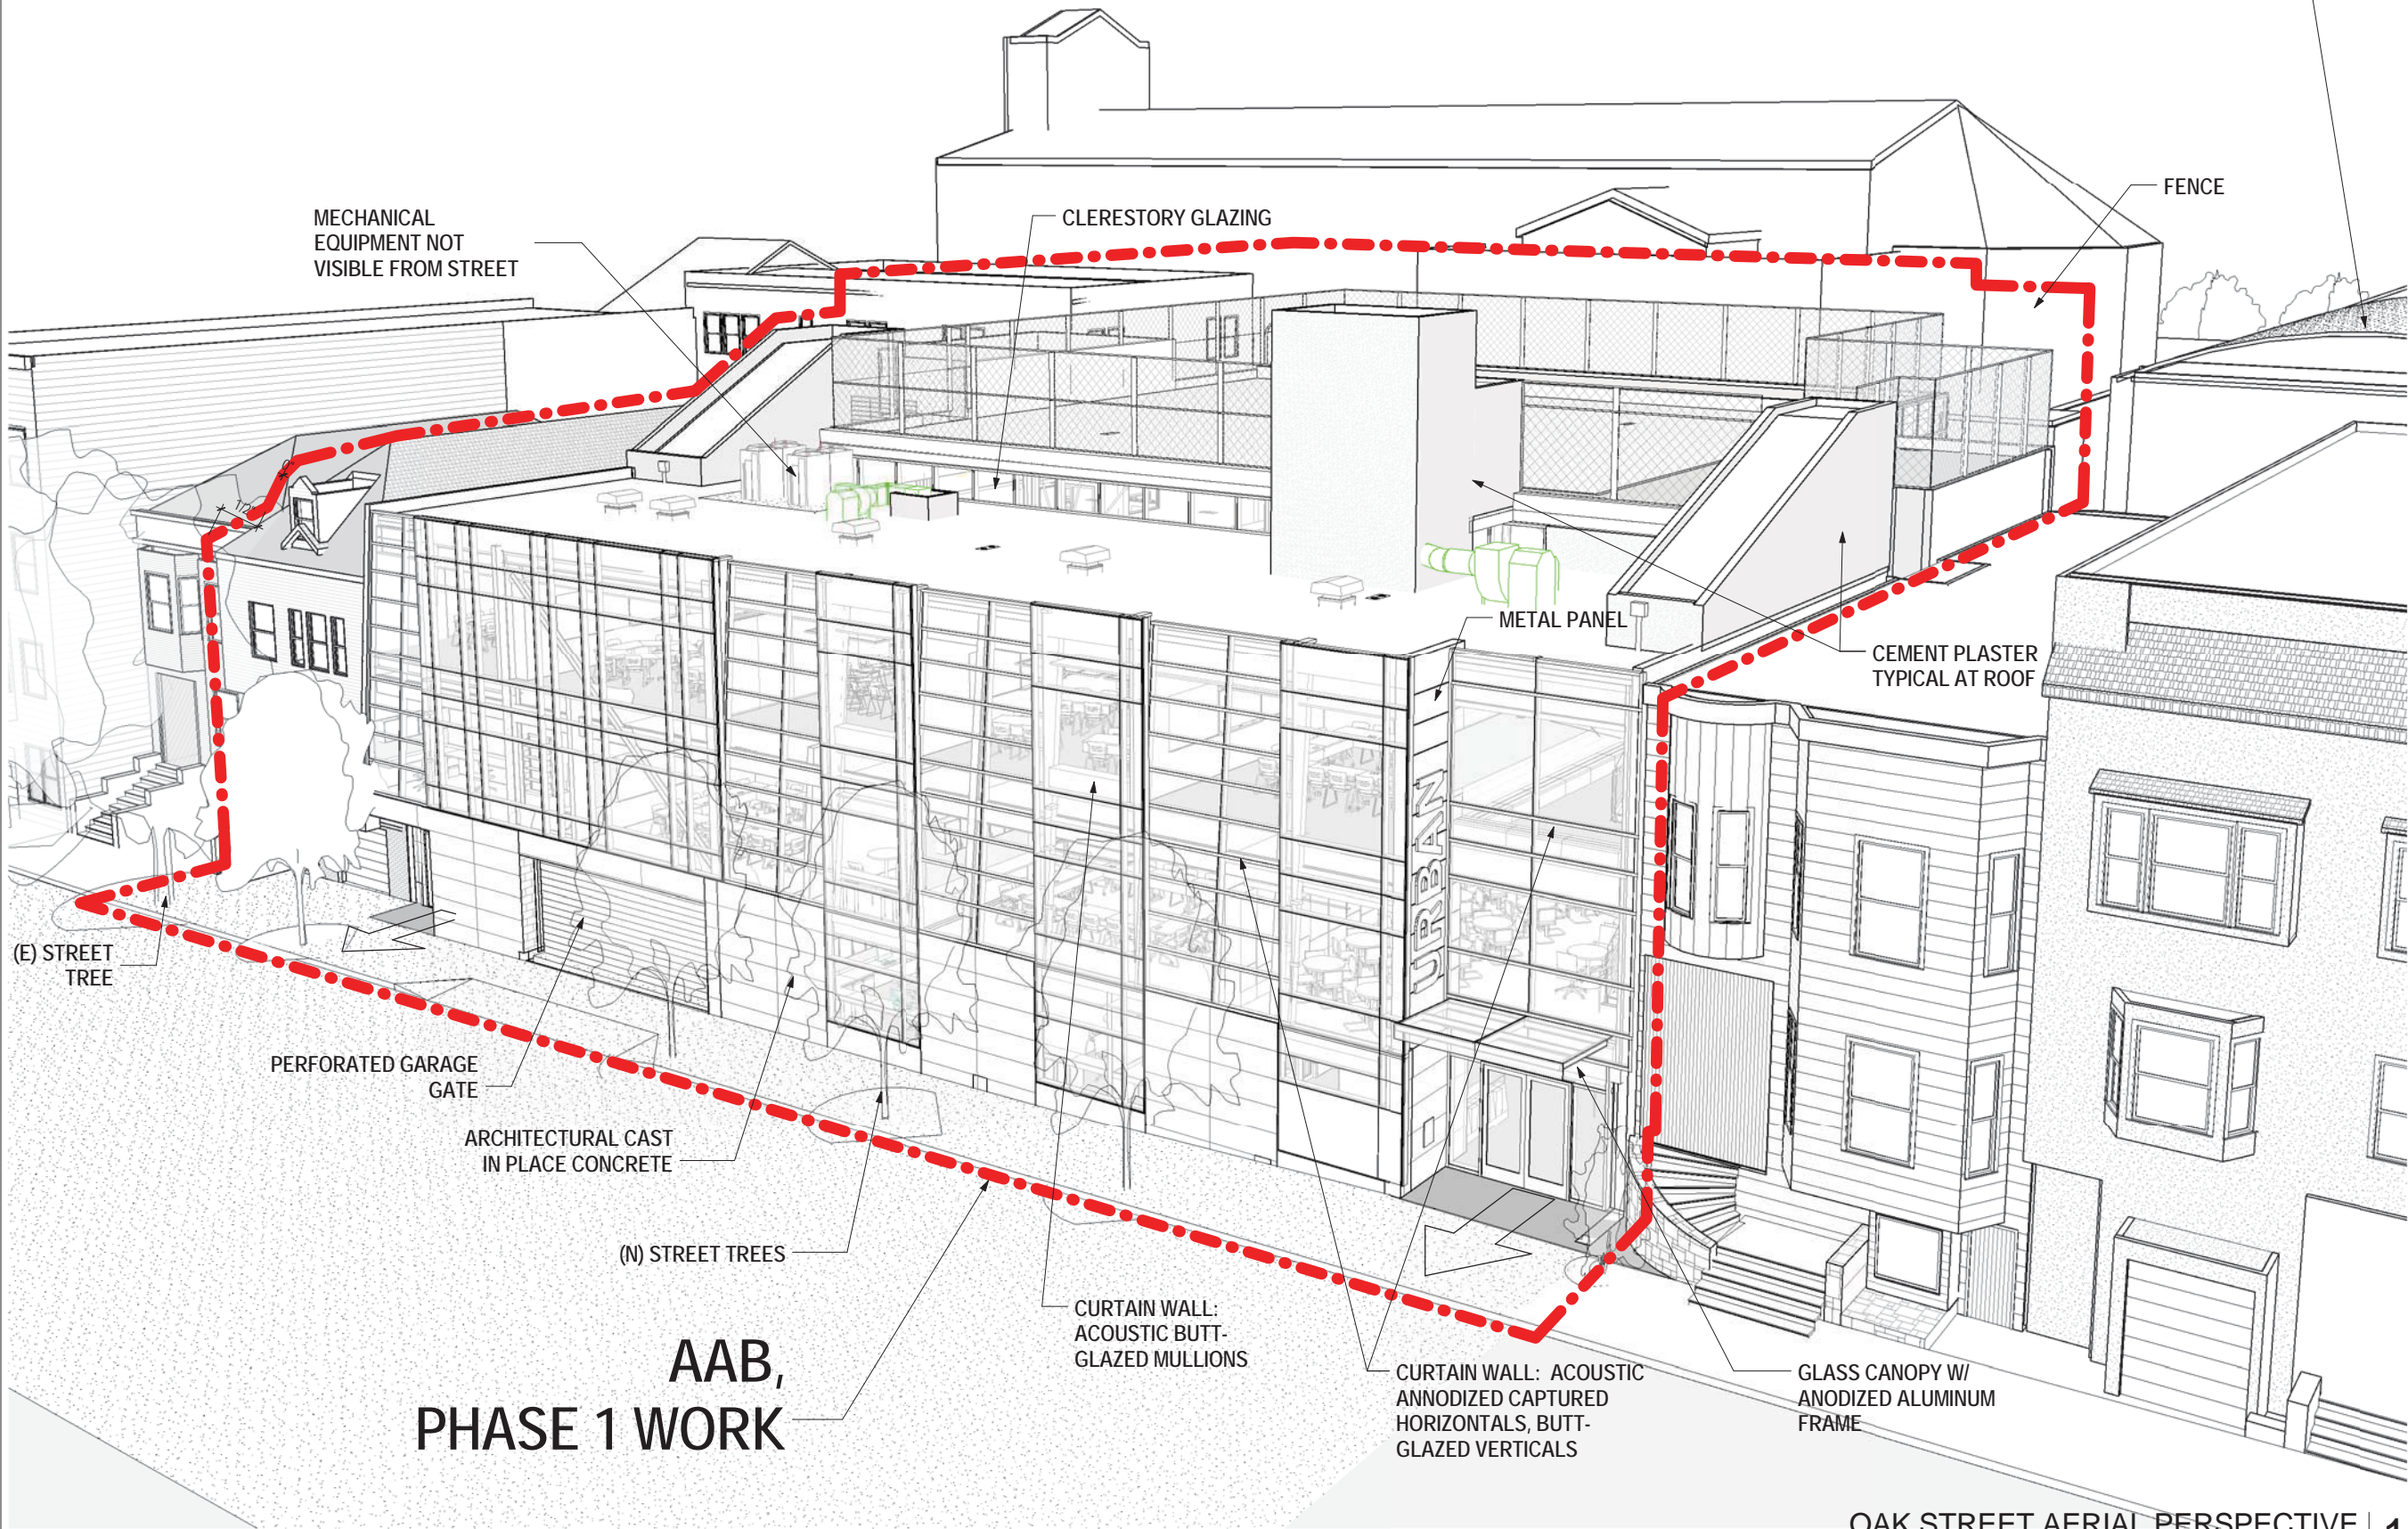 MECHANICAL
EQUIPMENT NOT
VISIBLE FROM STREET
CLERESTORY GLAZING
FENCE
METAL PANEL
CEMENT PLASTER
TYPICAL AT ROOF
URBAN
(E) STREET
TREE
PERFORATED GARAGE
GATE
ARCHITECTURAL CAST
IN PLACE CONCRETE
(N) STREET TREES
AAB,
PHASE 1 WORK
CURTAIN WALL:
ACOUSTIC BUTT-
GLAZED MULLIONS
CURTAIN WALL: ACOUSTIC
ANNODIZED CAPTURED
HORIZONTALS, BUTT-
GLAZED VERTICALS
GLASS CANOPY W/
ANODIZED ALUMINUM
FRAME
OAK STREET AERIAL PERSPECTIVE